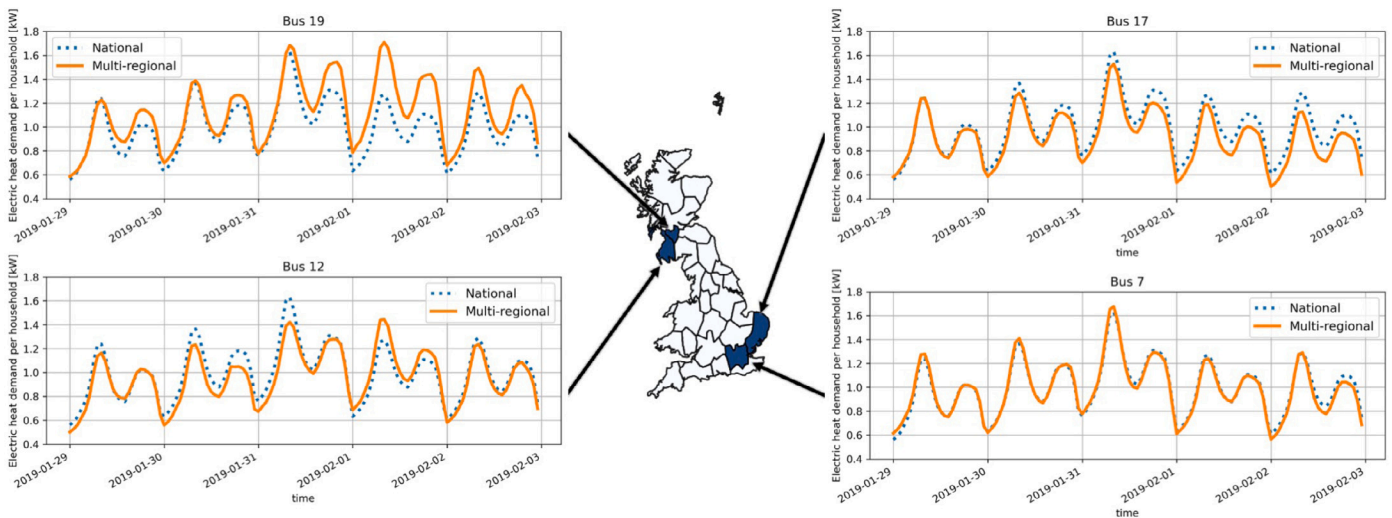 Bus 19
Electric heat demand per household [kW]
1.8
1.6
1.4
1.2
1.0
0.8
0.6
0.4
National
Multi-regional
2019-01-29
2019-01-30
2019-01-31
2019-02-01
2019-02-02
2019-02-03
Bus 12
Electric heat demand per household [kW]
1.8
1.6
1.4
1.2
1.0
0.8
0.6
0.4
National
Multi-regional
2019-01-29
2019-01-30
2019-01-31
2019-02-01
2019-02-02
2019-02-03
time
Bus 17
Electric heat demand per household [kW]
1.8
1.6
1.4
1.2
1.0
0.8
0.6
0.4
National
Multi-regional
2019-01-29
2019-01-30
2019-01-31
2019-02-01
2019-02-02
2019-02-03
time
Bus 7
Electric heat demand per household [kW]
1.8
1.6
1.4
1.2
1.0
0.8
0.6
0.4
National
Multi-regional
2019-01-29
2019-01-30
2019-01-31
2019-02-01
2019-02-02
2019-02-03
time